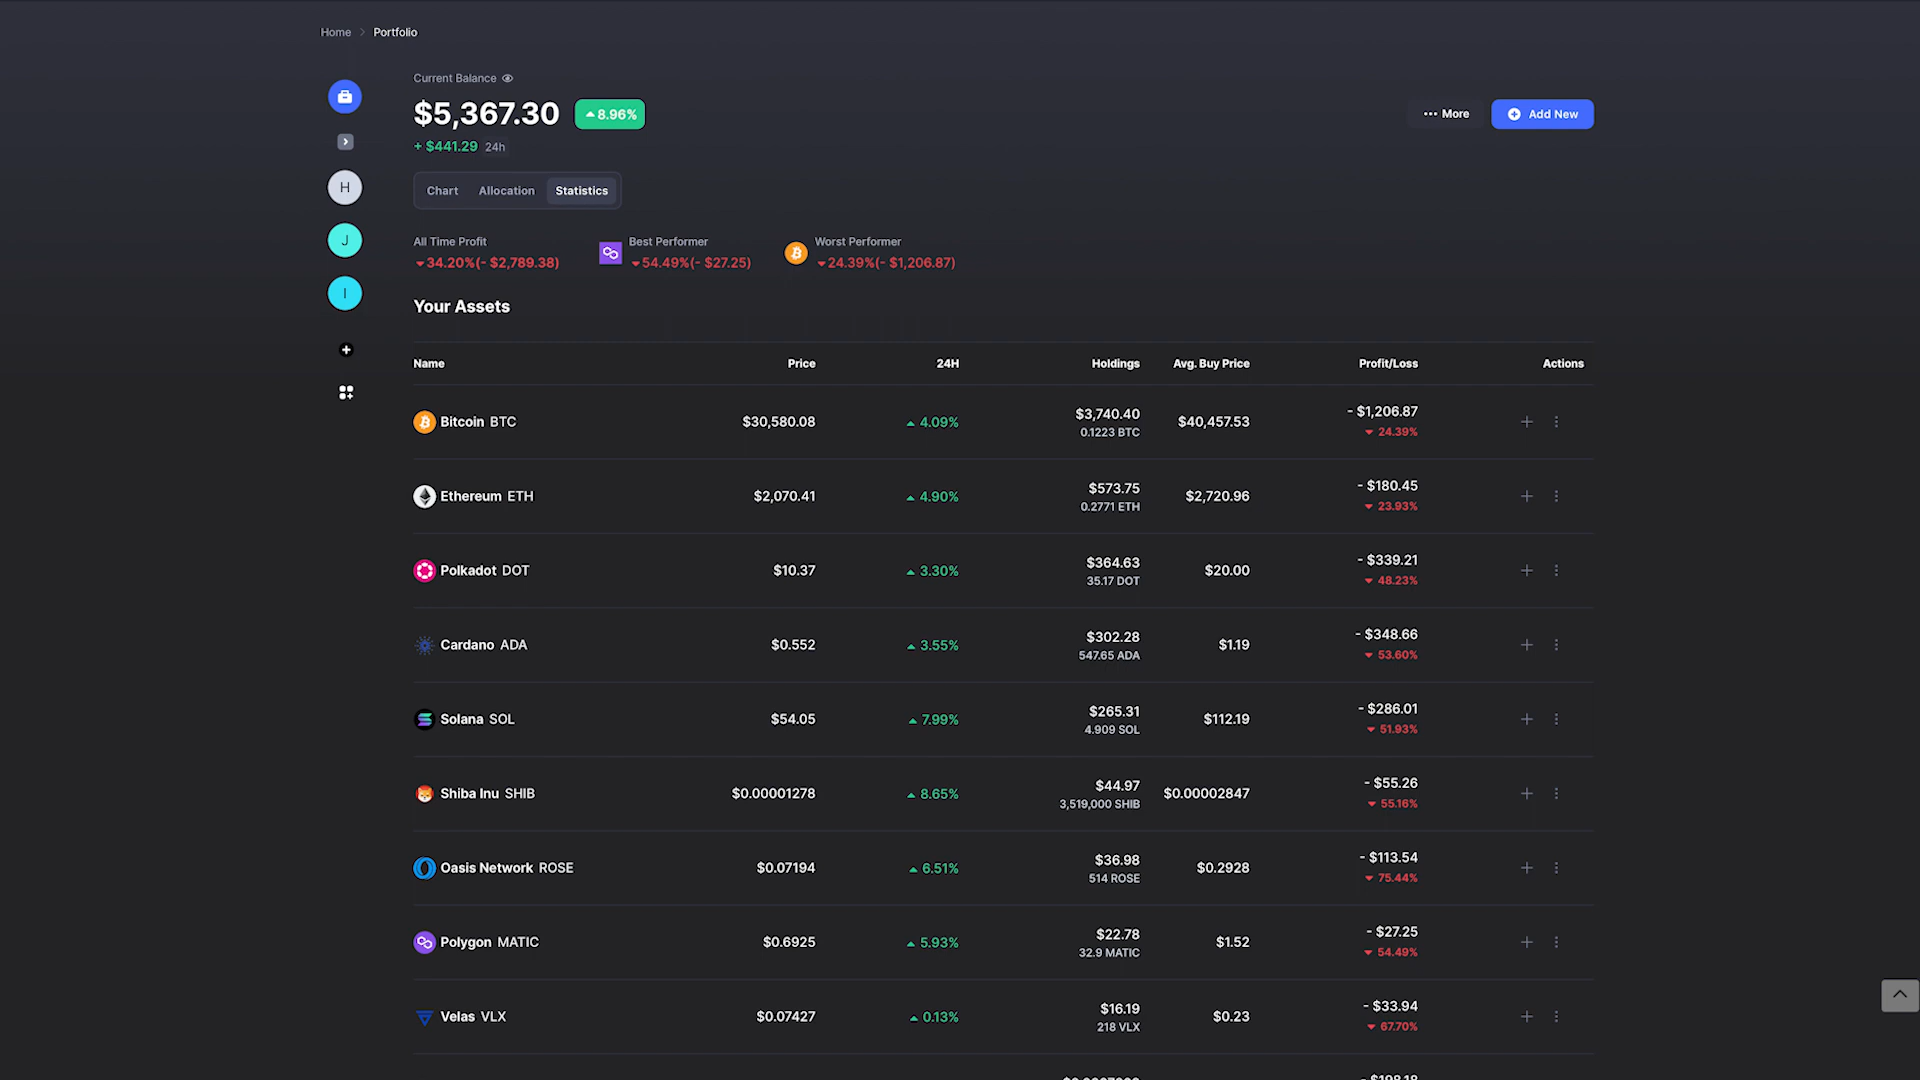 Home > Portfolio
Current Balance
$5,367.30 8.96%
+ $441.29 24h
More
Add New
H
J
I
Chart Allocation Statistics
All Time Profit
34.20%(- $2,789.38)
Best Performer
54.49%(- $27.25)
Worst Performer
24.39%(- $1,206.87)
Your Assets
Name Price 24H Holdings Avg. Buy Price Profit/Loss Actions
Bitcoin BTC $30,580.08 4.09% $3,740.40 $40,457.53 - $1,206.87
0.1223 BTC 24.39%
Ethereum ETH $2,070.41 4.90% $573.75 $2,720.96 - $180.45
0.2771 ETH 23.93%
Polkadot DOT $10.37 3.30% $364.63 $20.00 - $339.21
35.17 DOT 48.23%
Cardano ADA $0.552 3.55% $302.28 $1.19 - $348.66
547.65 ADA 53.60%
Solana SOL $54.05 7.99% $265.31 $112.19 - $286.01
4.909 SOL 51.93%
Shiba Inu SHIB $0.00001278 8.65% $44.97 $0.00002847 - $55.26
3,519,000 SHIB 55.16%
Oasis Network ROSE $0.07194 6.51% $36.98 $0.2928 - $113.54
514 ROSE 75.44%
Polygon MATIC $0.6925 5.93% $22.78 $1.52 - $27.25
32.9 MATIC 54.49%
Velas VLX $0.07427 0.13% $16.19 $0.23 - $33.94
218 VLX 67.70%